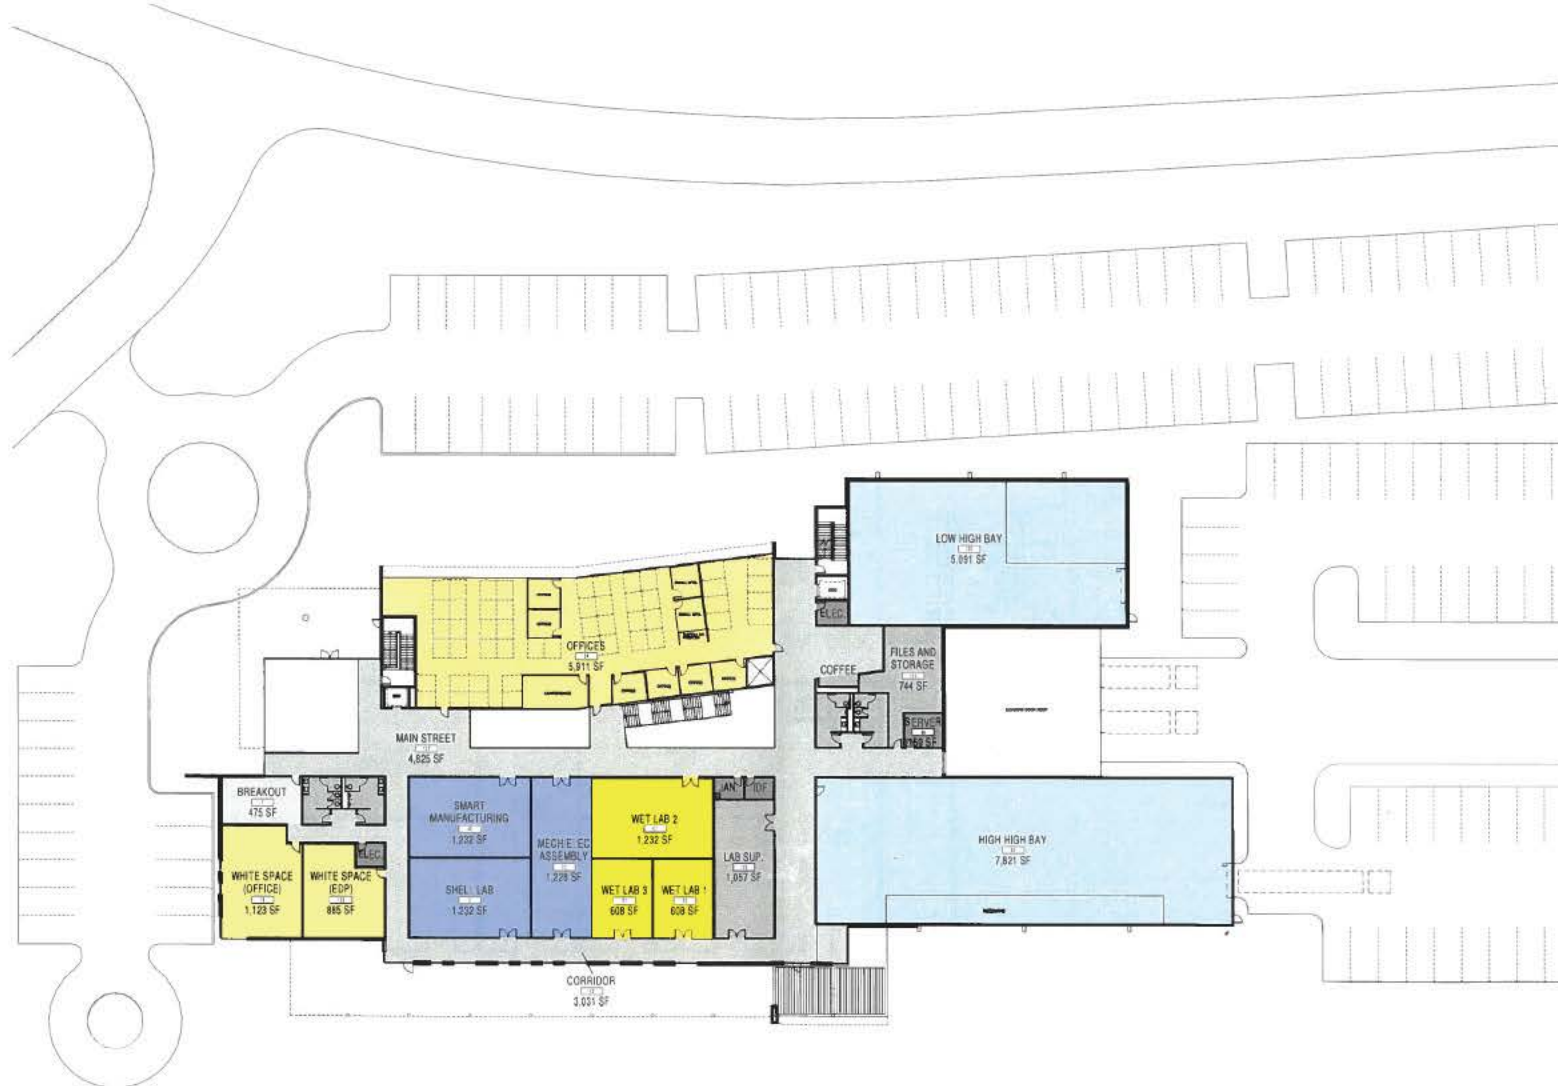 LOW HIGH BAY
5,091 SF
ELEC.
OFFICES
5,911 SF
FILES AND
STORAGE
744 SF
COFFEE
SERVER
MAIN STREET
4,825 SF
BREAKOUT
475 SF
SMART
MANUFACTURING
1,232 SF
MECH ELEC
ASSEMBLY
1,228 SF
WET LAB 2
1,232 SF
JAN.
IDF
HIGH HIGH BAY
7,821 SF
ELEC.
LAB SUP.
1,057 SF
WHITE SPACE
(OFFICE)
1,123 SF
WHITE SPACE
(EDP)
885 SF
SHELL LAB
1,232 SF
WET LAB 3
608 SF
WET LAB 1
608 SF
CORRIDOR
3,031 SF